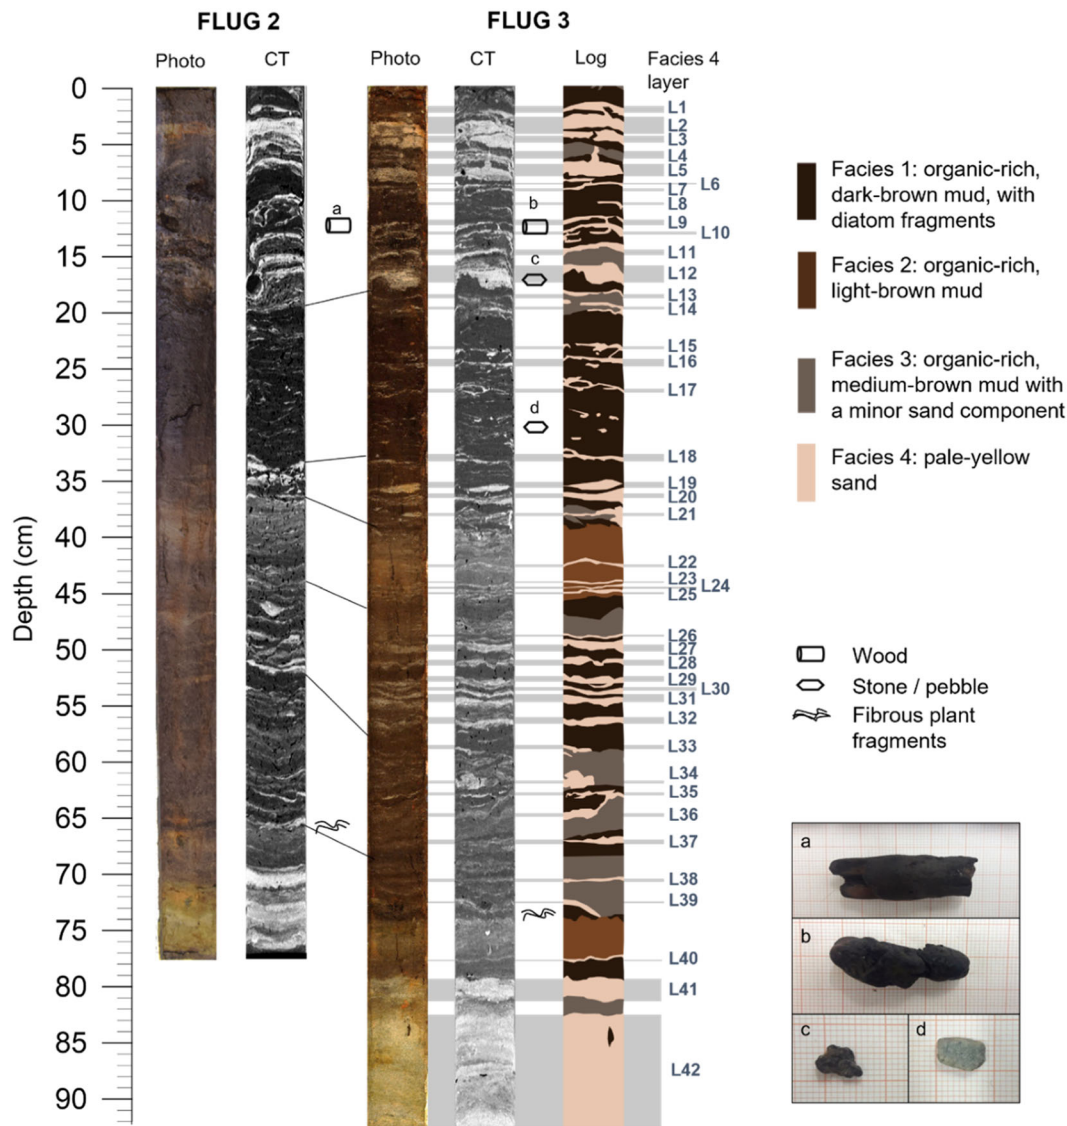 FLUG 2
FLUG 3
Photo
CT
Photo
CT
Log
Facies 4
layer
Depth (cm)
0
5
10
15
20
25
30
35
40
45
50
55
60
65
70
75
80
85
90
a
b
c
d
L1
L2
L3
L4
L5
L6
L7
L8
L9
L10
L11
L12
L13
L14
L15
L16
L17
L18
L19
L20
L21
L22
L23
L24
L25
L26
L27
L28
L29
L30
L31
L32
L33
L34
L35
L36
L37
L38
L39
L40
L41
L42
Facies 1: organic-rich,
dark-brown mud, with
diatom fragments
Facies 2: organic-rich,
light-brown mud
Facies 3: organic-rich,
medium-brown mud with
a minor sand component
Facies 4: pale-yellow
sand
Wood
Stone / pebble
Fibrous plant
fragments
a
b
c
d